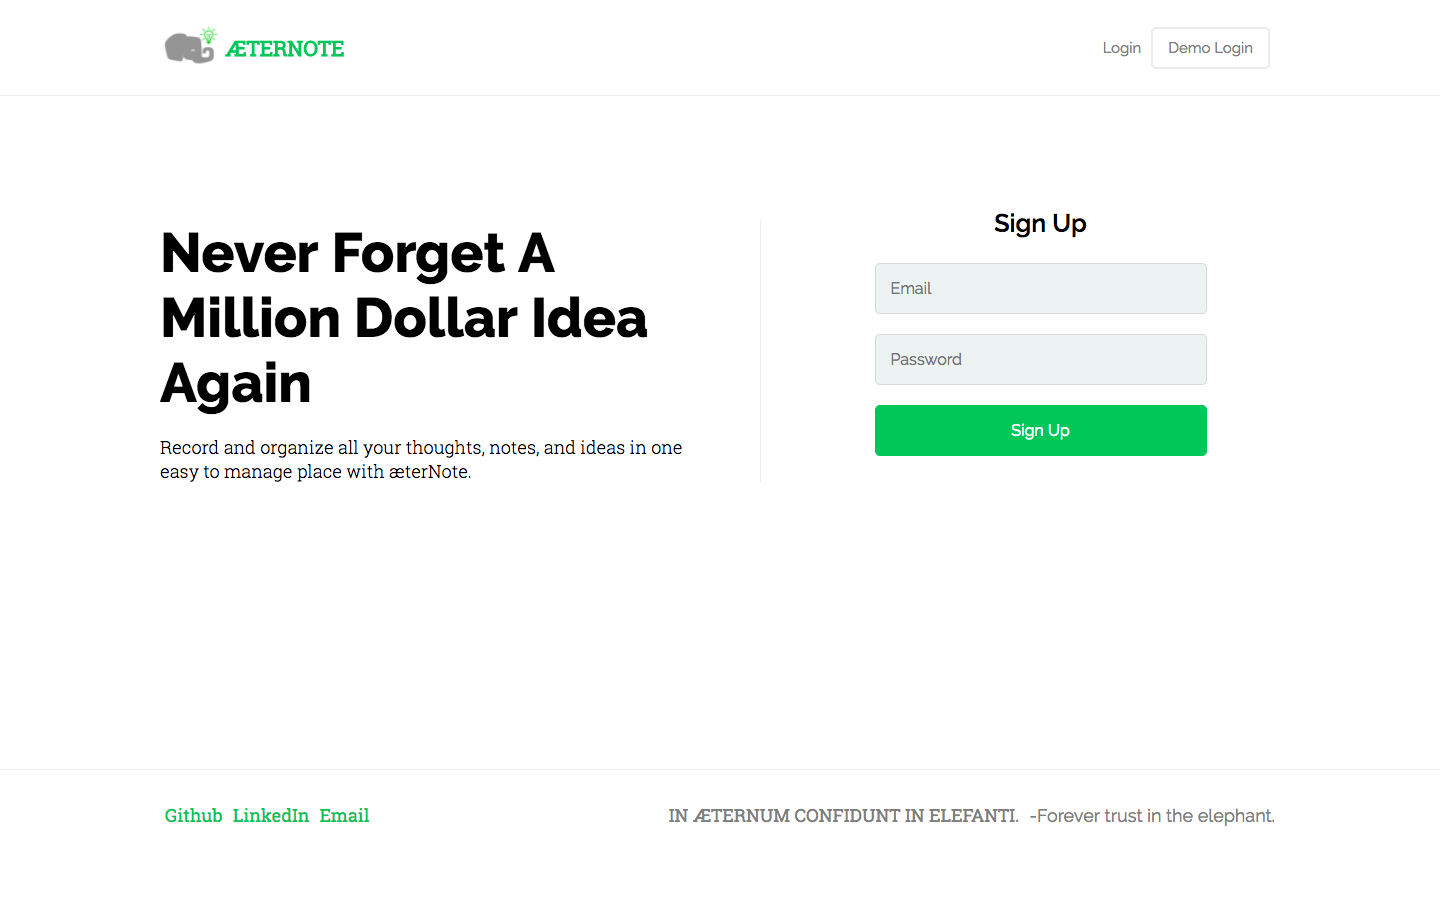 ÆTERNOTE
Login
Demo Login
Never Forget A
Million Dollar Idea
Again
Record and organize all your thoughts, notes, and ideas in one
easy to manage place with æterNote.
Sign Up
Email
Password
Sign Up
Github LinkedIn Email
IN ÆTERNUM CONFIDUNT IN ELEFANTI. -Forever trust in the elephant.